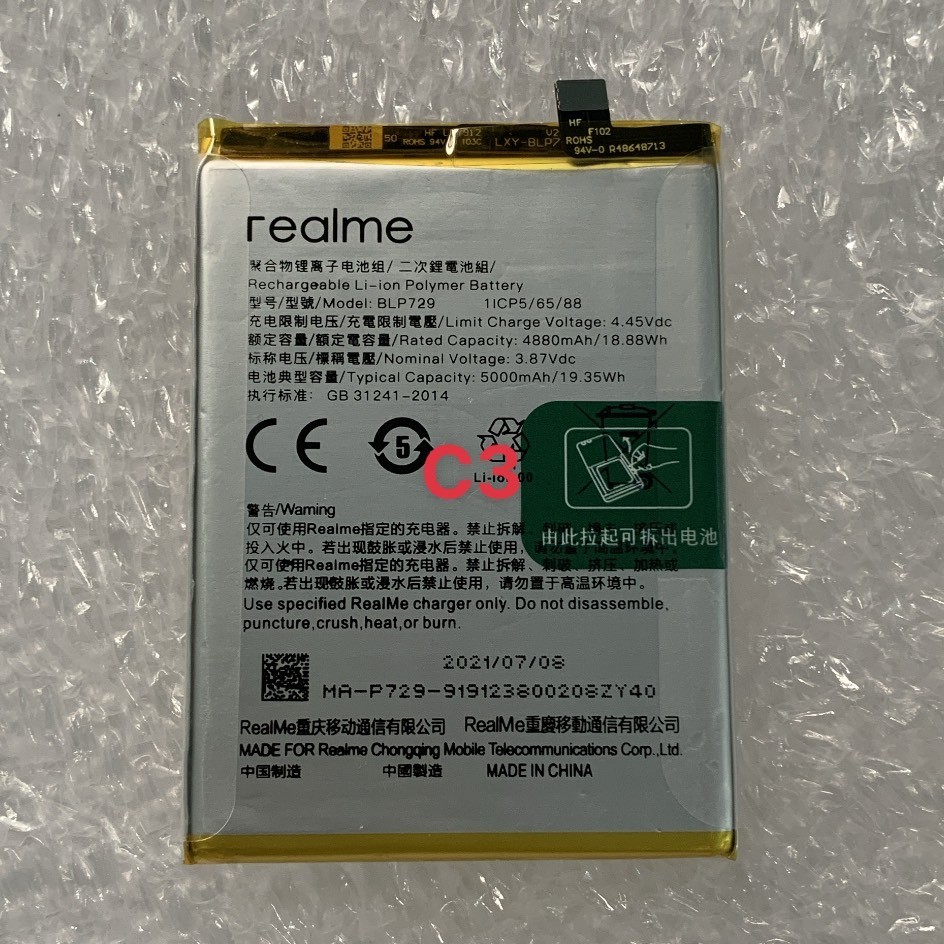 HF
50 HF L 7912 V2 F102
ROHS 94V 103C LXY-BLP7 ROHS
94V-0 R48648713
realme
聚合物锂离子电池组/二次鋰電池組/
Rechargeable Li-ion Polymer Battery
型号/型號/Model: BLP729 1ICP5/65/88
充电限制电压/充電限制電壓/Limit Charge Voltage: 4.45Vdc
额定容量/額定電容量/Rated Capacity: 4880mAh/18.88Wh
标称电压/標稱電壓/Nominal Voltage: 3.87Vdc
电池典型容量/Typical Capacity: 5000mAh/19.35Wh
执行标准: GB 31241-2014
CE 5
C3
由此拉起可拆出电池
警告/Warning
仅可使用Realme指定的充电器。禁止拆解、
投入火中。若出现鼓胀或浸水后禁止使用,
仅可使用Realme指定的充电器。禁止拆解、刺破、挤压、加热或
燃烧。若出现鼓胀或浸水后禁止使用,请勿置于高温环境中。
Use specified RealMe charger only. Do not disassemble,
puncture,crush,heat,or burn.
2021/07/08
MA-P729-919123800208ZY40
RealMe重庆移动通信有限公司 RealMe重慶移動通信有限公司
MADE FOR Realme Chongqing Mobile Telecommunications Corp.,Ltd.
中国制造 中國製造 MADE IN CHINA